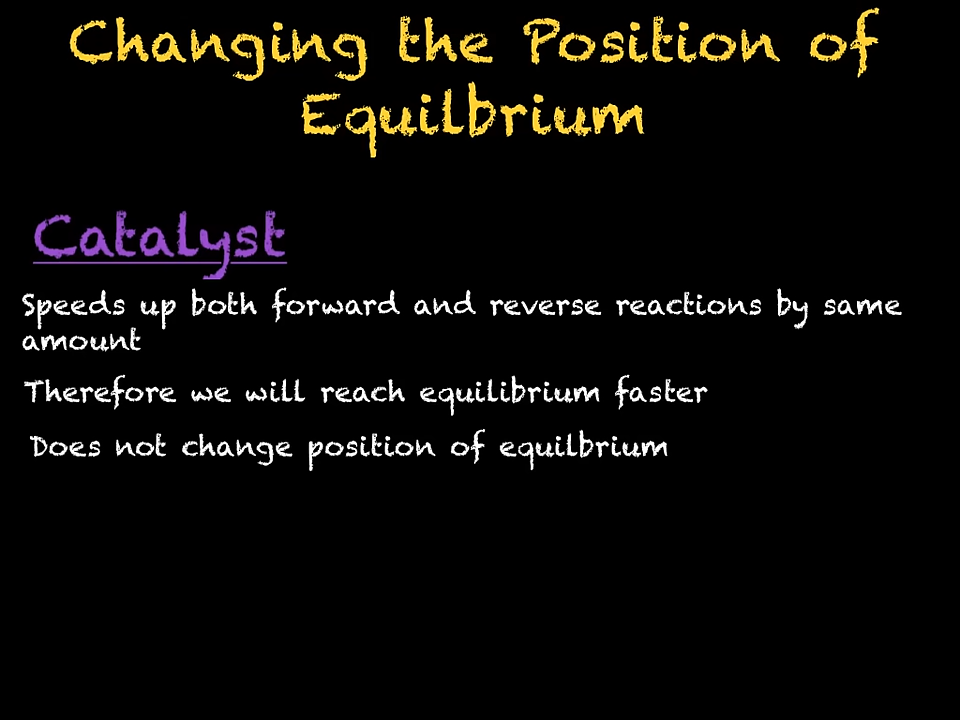 Changing the Position of
Equilbrium
Catalyst
Speeds up both forward and reverse reactions by same
amount
Therefore we will reach equilibrium faster
Does not change position of equilbrium